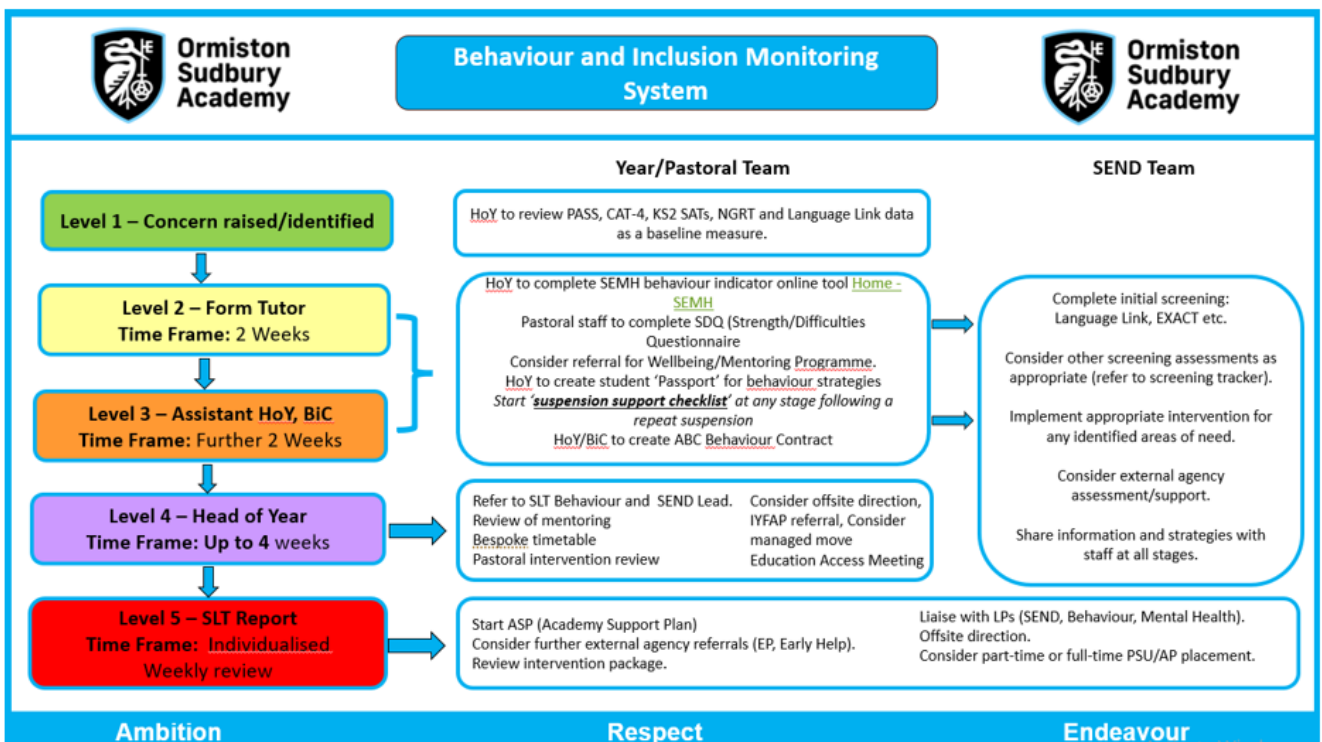 Ormiston
Sudbury
Academy
Behaviour and Inclusion Monitoring
System
Ormiston
Sudbury
Academy
Year/Pastoral Team
SEND Team
Level 1 – Concern raised/identified
HoY to review PASS, CAT-4, KS2 SATs, NGRT and Language Link data
as a baseline measure.
Level 2 – Form Tutor
Time Frame: 2 Weeks
Level 3 – Assistant HoY, BiC
Time Frame: Further 2 Weeks
HoY to complete SEMH behaviour indicator online tool Home -
SEMH
Pastoral staff to complete SDQ (Strength/Difficulties
Questionnaire
Consider referral for Wellbeing/Mentoring Programme.
HoY to create student ‘Passport’ for behaviour strategies
Start ‘suspension support checklist’ at any stage following a
repeat suspension
HoY/BiC to create ABC Behaviour Contract
Complete initial screening:
Language Link, EXACT etc.
Consider other screening assessments as
appropriate (refer to screening tracker).
Implement appropriate intervention for
any identified areas of need.
Consider external agency
assessment/support.
Share information and strategies with
staff at all stages.
Level 4 – Head of Year
Time Frame: Up to 4 weeks
Refer to SLT Behaviour and SEND Lead.
Review of mentoring
Bespoke timetable
Pastoral intervention review
Consider offsite direction,
IYFAP referral, Consider
managed move
Education Access Meeting
Level 5 – SLT Report
Time Frame: Individualised
Weekly review
Start ASP (Academy Support Plan)
Consider further external agency referrals (EP, Early Help).
Review intervention package.
Liaise with LPs (SEND, Behaviour, Mental Health).
Offsite direction.
Consider part-time or full-time PSU/AP placement.
Ambition
Respect
Endeavour